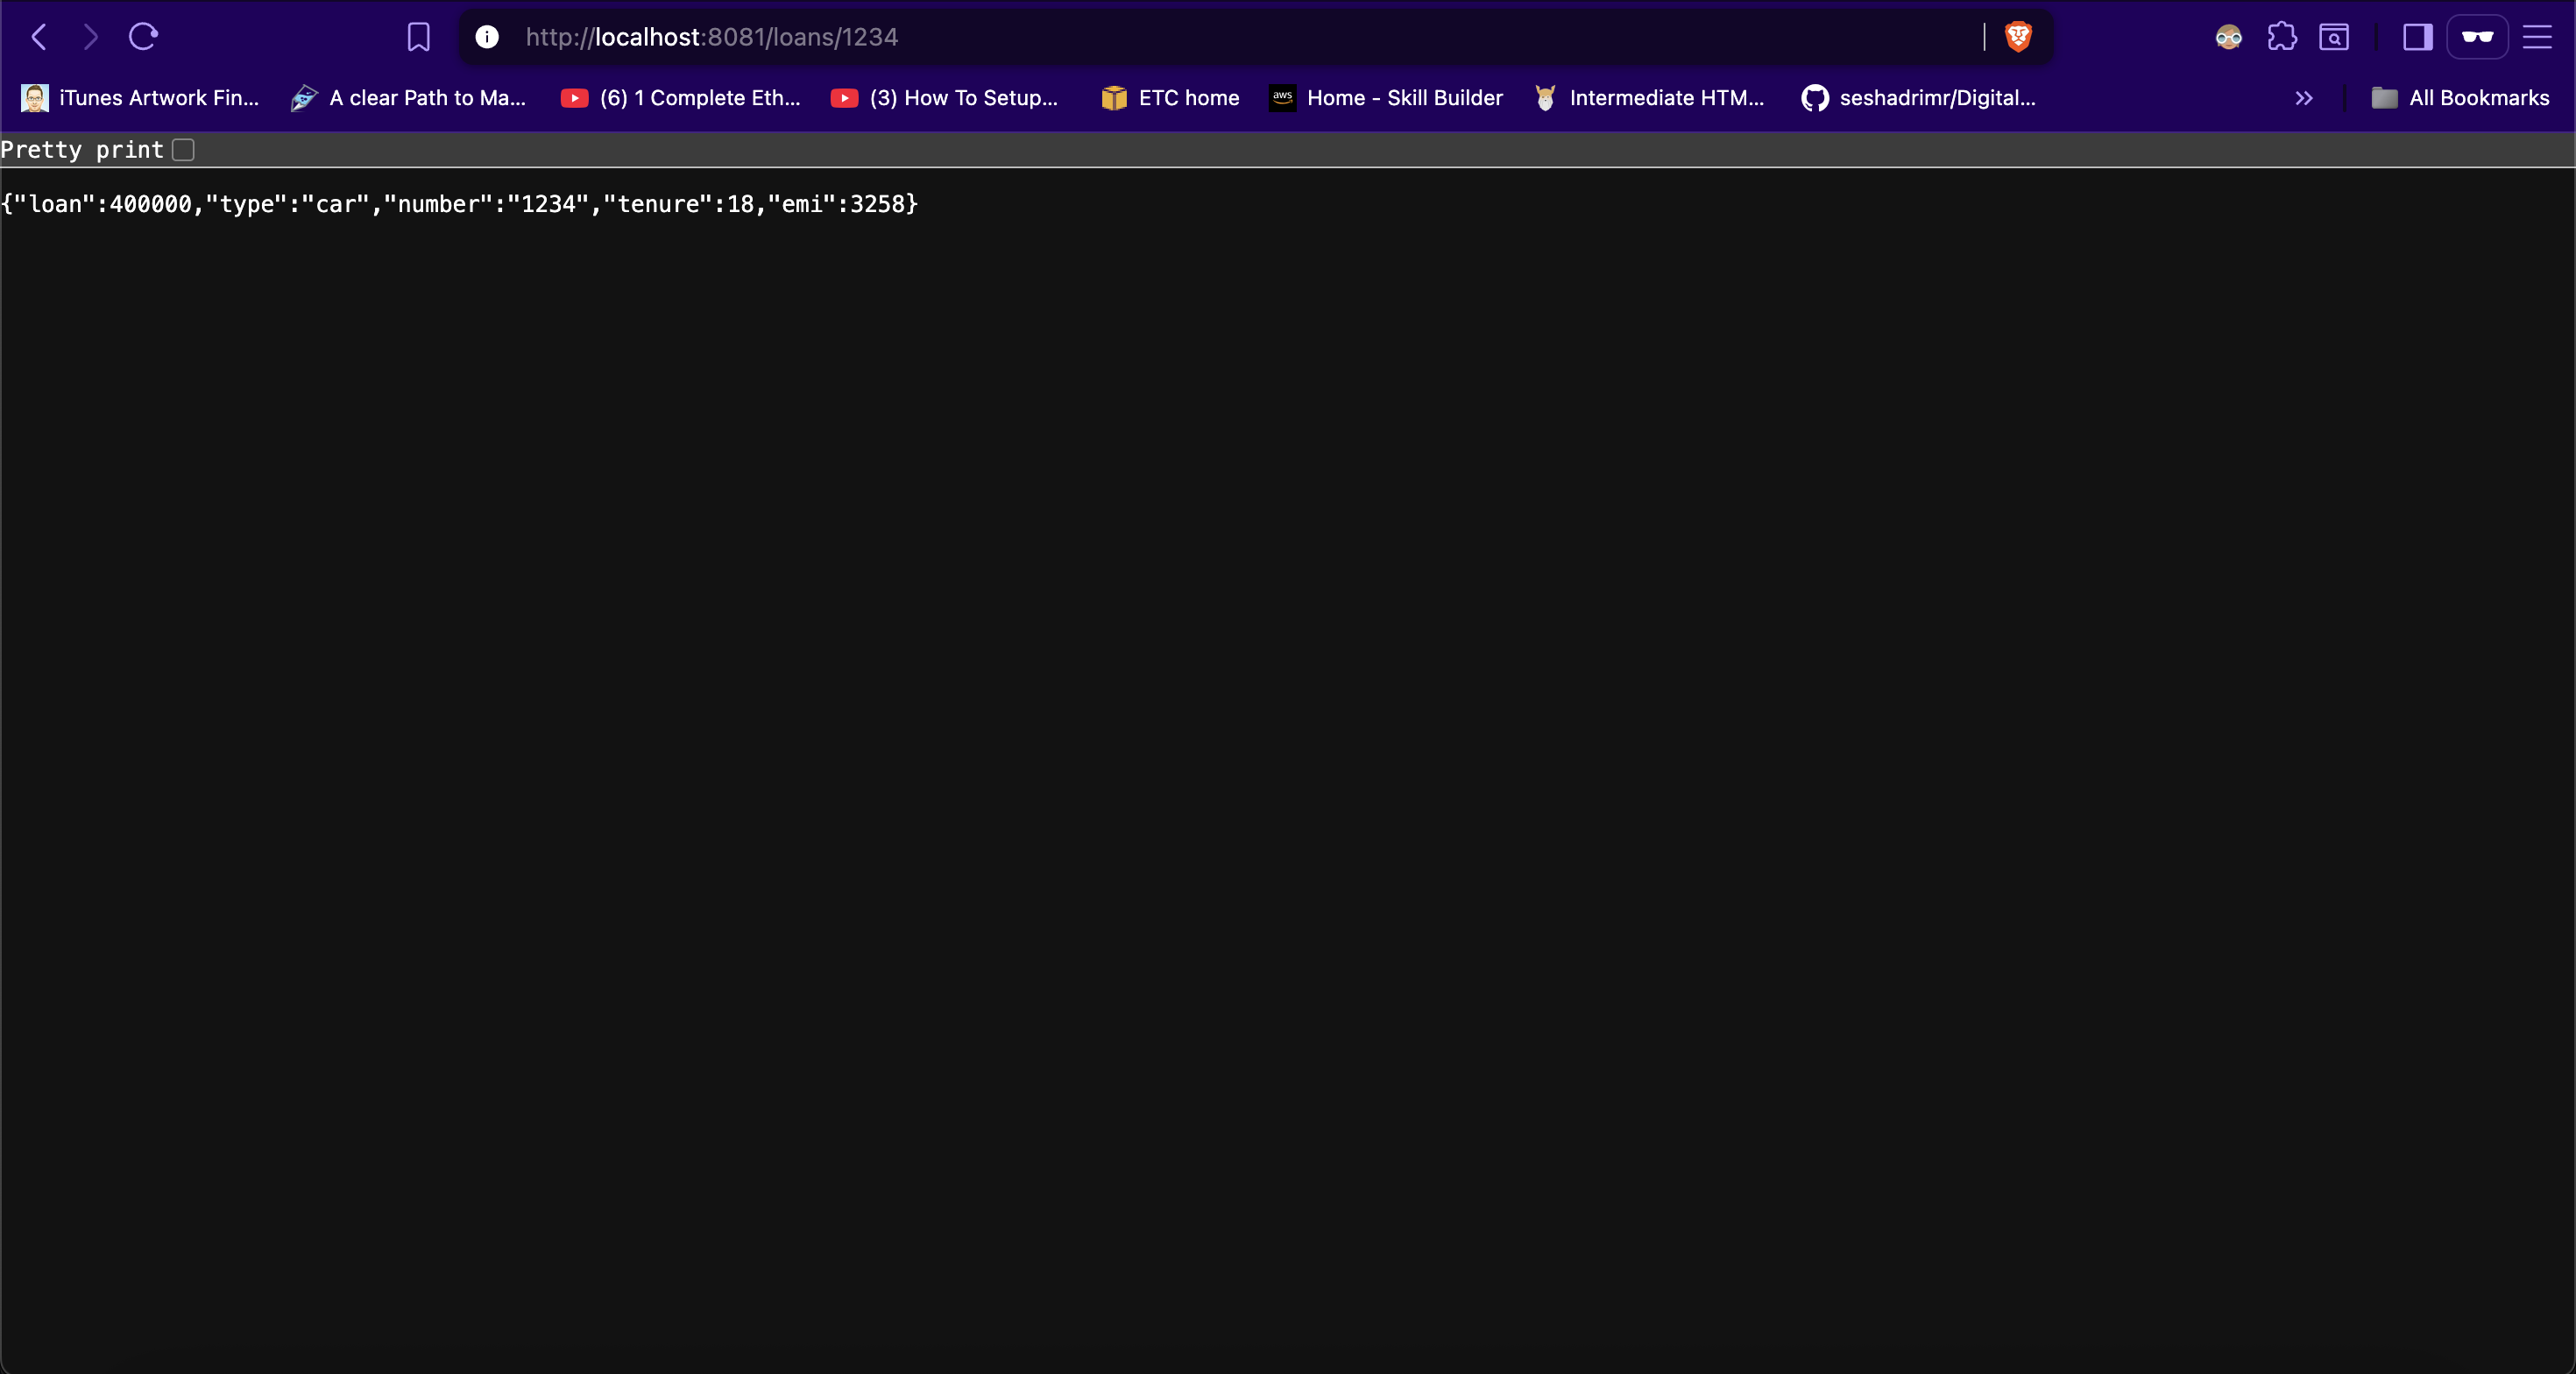 http://localhost:8081/loans/1234
iTunes Artwork Fin... A clear Path to Ma... (6) 1 Complete Eth... (3) How To Setup... ETC home aws Home - Skill Builder Intermediate HTM... seshadrimr/Digital... All Bookmarks
Pretty print
{"loan":400000,"type":"car","number":"1234","tenure":18,"emi":3258}